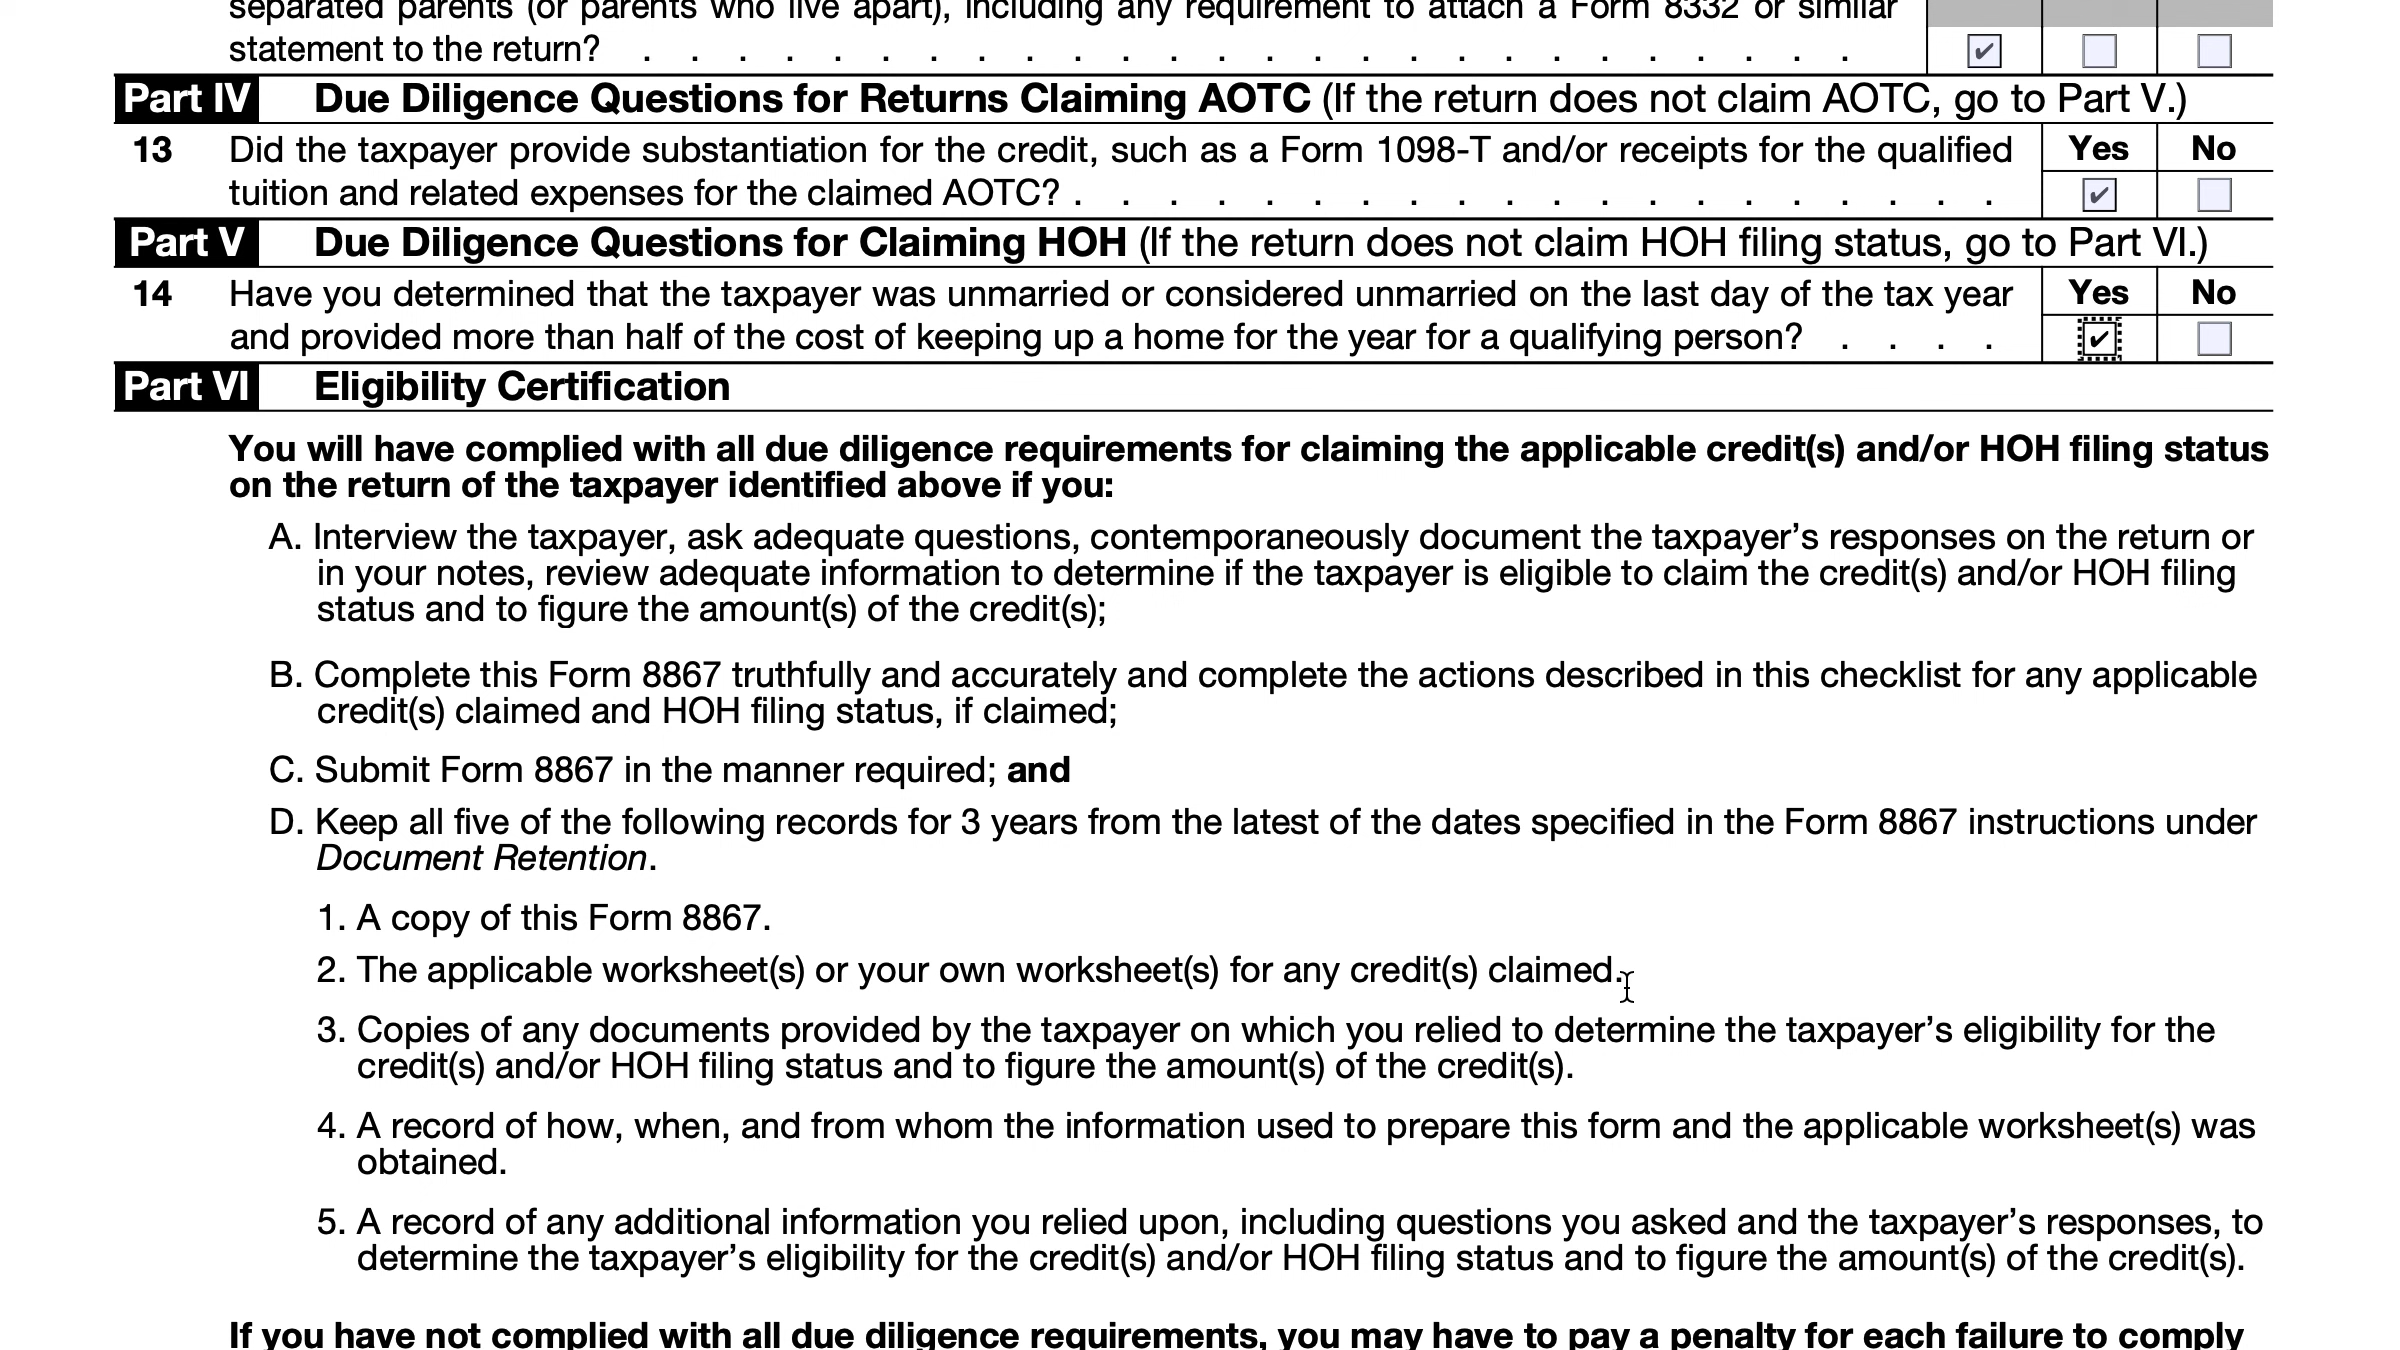 separated parents (or parents who live apart), including any requirement to attach a Form 8332 or similar
statement to the return? . . . . . . . . . . . . . . . . . . . . . . . . . . ✔
Part IV Due Diligence Questions for Returns Claiming AOTC (If the return does not claim AOTC, go to Part V.)
13 Did the taxpayer provide substantiation for the credit, such as a Form 1098-T and/or receipts for the qualified Yes No
tuition and related expenses for the claimed AOTC? . . . . . . . . . . . . . . . . . . . . ✔
Part V Due Diligence Questions for Claiming HOH (If the return does not claim HOH filing status, go to Part VI.)
14 Have you determined that the taxpayer was unmarried or considered unmarried on the last day of the tax year Yes No
and provided more than half of the cost of keeping up a home for the year for a qualifying person? . . . . ✔
Part VI Eligibility Certification
You will have complied with all due diligence requirements for claiming the applicable credit(s) and/or HOH filing status
on the return of the taxpayer identified above if you:
A. Interview the taxpayer, ask adequate questions, contemporaneously document the taxpayer’s responses on the return or
in your notes, review adequate information to determine if the taxpayer is eligible to claim the credit(s) and/or HOH filing
status and to figure the amount(s) of the credit(s);
B. Complete this Form 8867 truthfully and accurately and complete the actions described in this checklist for any applicable
credit(s) claimed and HOH filing status, if claimed;
C. Submit Form 8867 in the manner required; and
D. Keep all five of the following records for 3 years from the latest of the dates specified in the Form 8867 instructions under
Document Retention.
1. A copy of this Form 8867.
2. The applicable worksheet(s) or your own worksheet(s) for any credit(s) claimed.
3. Copies of any documents provided by the taxpayer on which you relied to determine the taxpayer’s eligibility for the
credit(s) and/or HOH filing status and to figure the amount(s) of the credit(s).
4. A record of how, when, and from whom the information used to prepare this form and the applicable worksheet(s) was
obtained.
5. A record of any additional information you relied upon, including questions you asked and the taxpayer’s responses, to
determine the taxpayer’s eligibility for the credit(s) and/or HOH filing status and to figure the amount(s) of the credit(s).
If you have not complied with all due diligence requirements, you may have to pay a penalty for each failure to comply